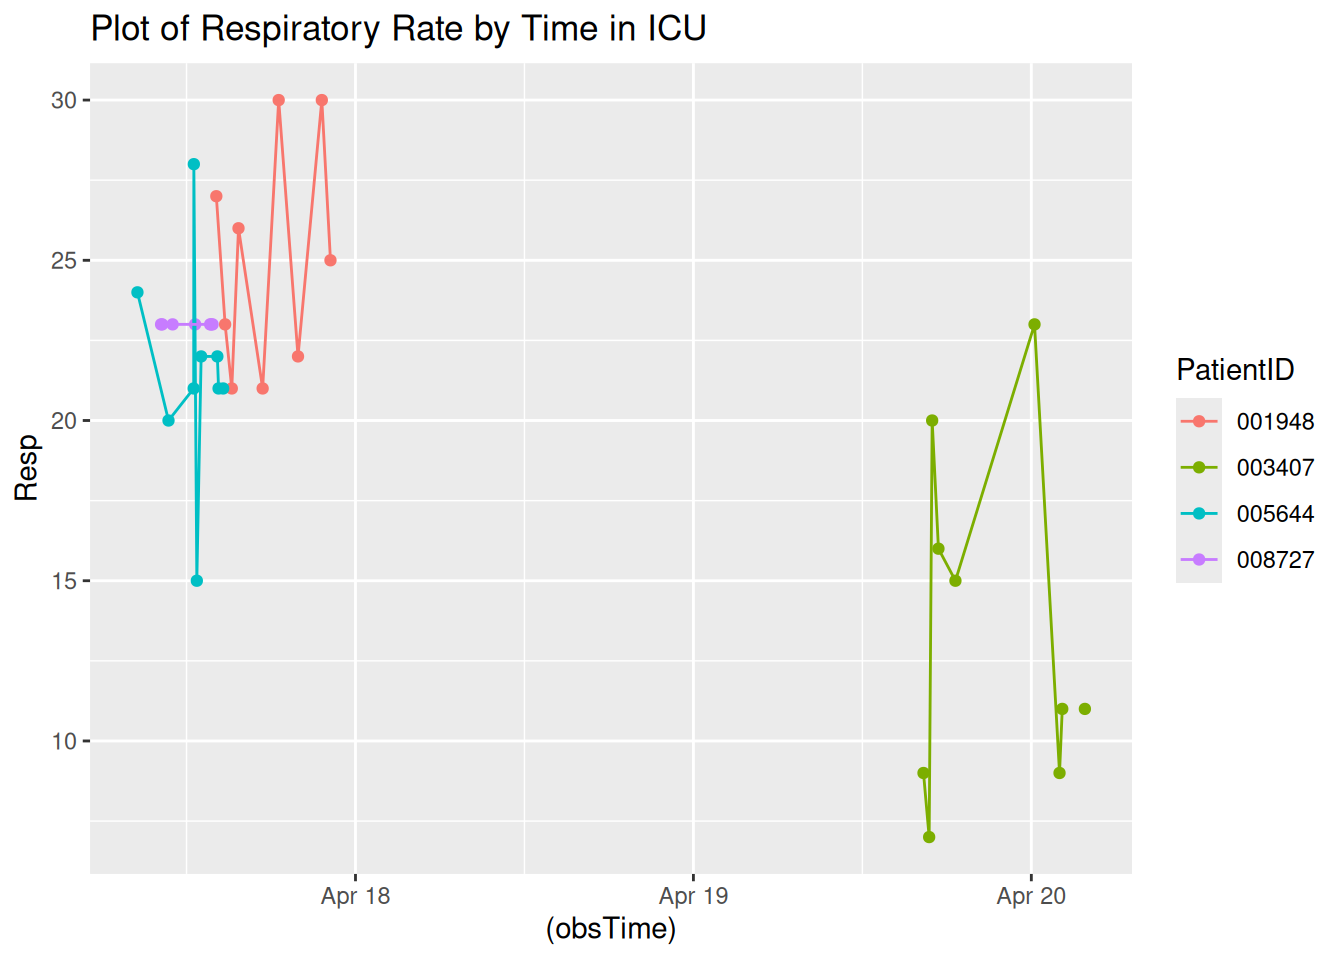 Plot of Respiratory Rate by Time in ICU
30
25
20
15
10
Resp
Apr 18
Apr 19
Apr 20
(obsTime)
PatientID
001948
003407
005644
008727